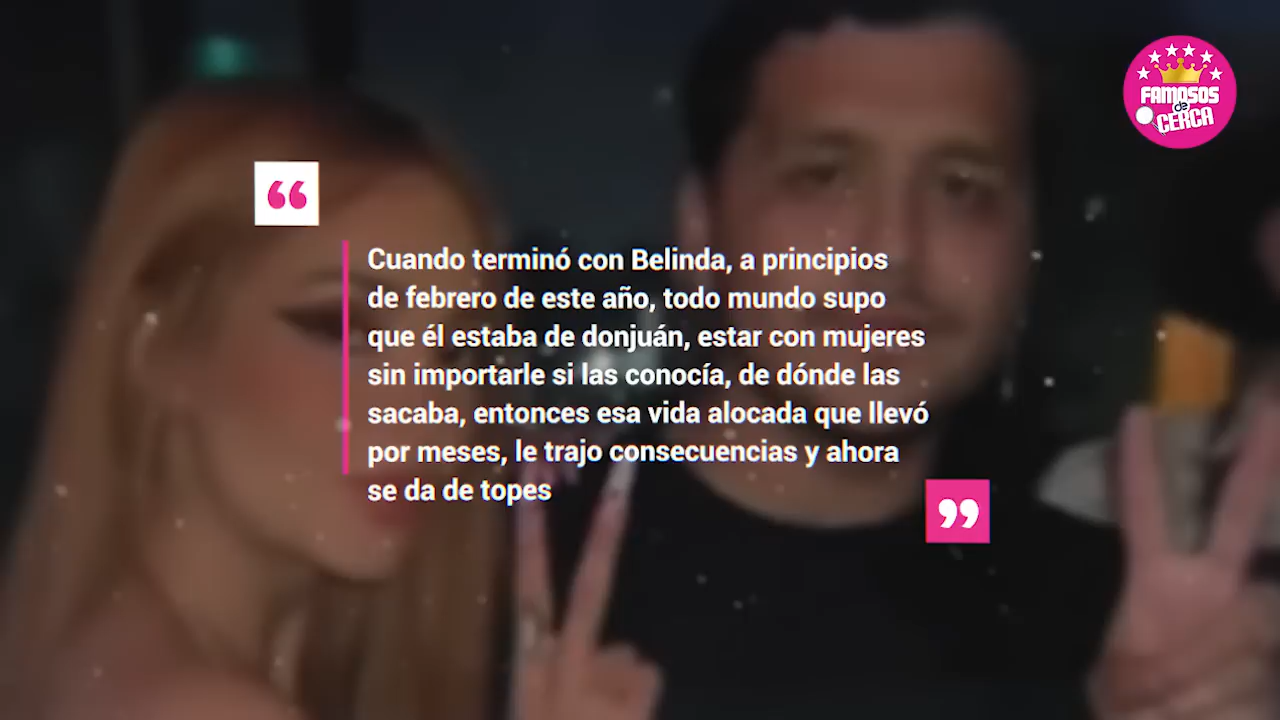 FAMOSOS
de
CERCA
“
Cuando terminó con Belinda, a principios
de febrero de este año, todo mundo supo
que él estaba de donjuán, estar con mujeres
sin importarle si las conocía, de dónde las
sacaba, entonces esa vida alocada que llevó
por meses, le trajo consecuencias y ahora
se da de topes
”